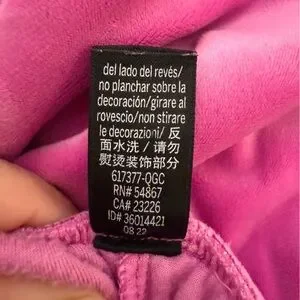 del lado del revés/
no planchar sobre la
decoración/girare al
rovescio/non stirare
le decorazioni/ 反
面水洗 / 请勿
熨烫装饰部分
617377-QGC
RN# 54867
CA# 23226
ID# 36014421
08 22